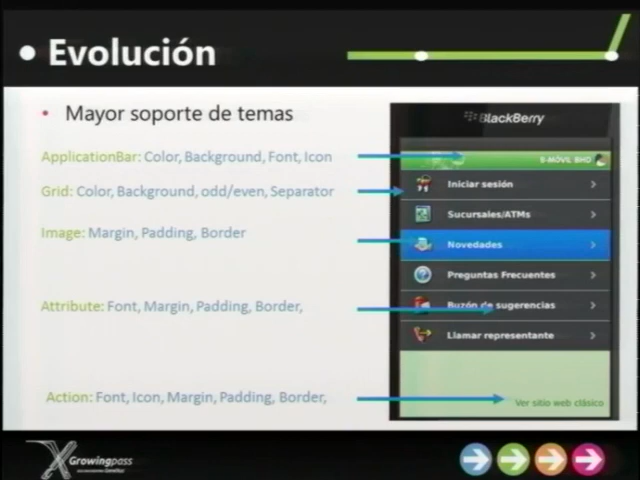 • Evolución
• Mayor soporte de temas
BlackBerry
ApplicationBar: Color, Background, Font, Icon
E-MÓVIL BHD
Grid: Color, Background, odd/even, Separator
Iniciar sesión
Sucursales/ATMs
Image: Margin, Padding, Border
Novedades
Preguntas Frecuentes
Attribute: Font, Margin, Padding, Border,
Buzón de sugerencias
Llamar representante
Action: Font, Icon, Margin, Padding, Border,
Ver sitio web clásico
Growingpass